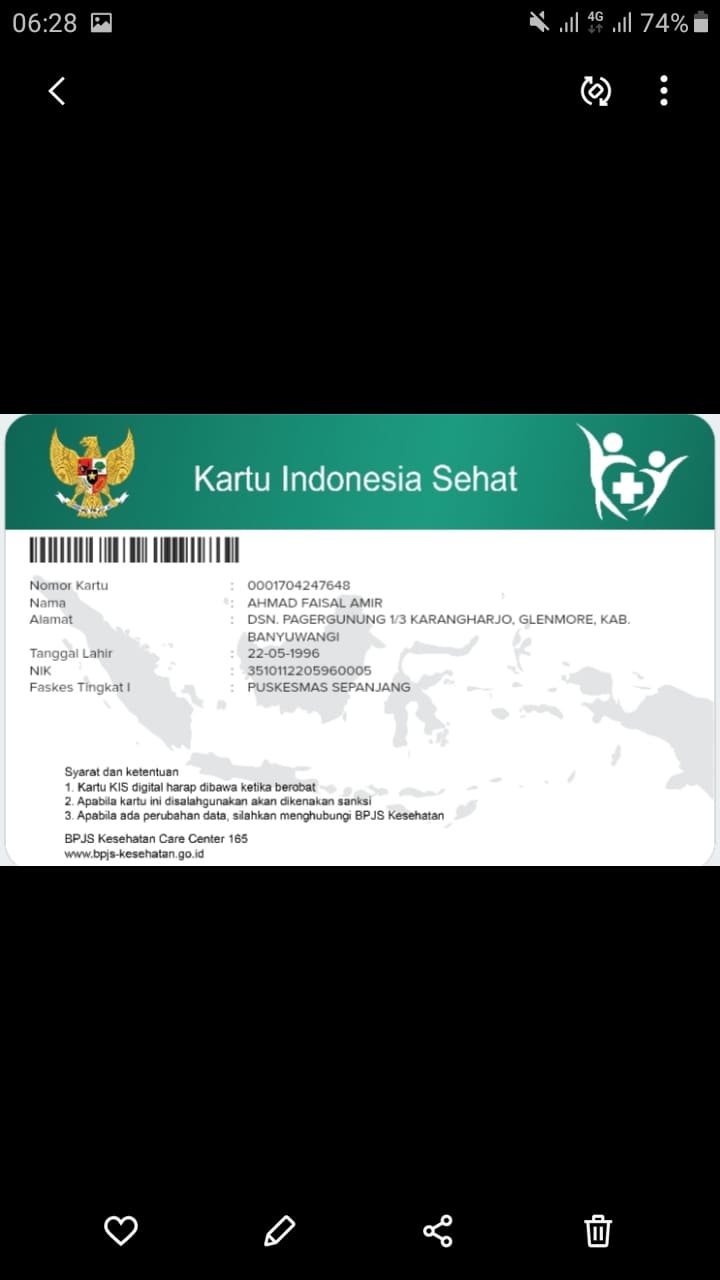 06:28 4G 74%
Kartu Indonesia Sehat
Nomor Kartu : 0001704247648
Nama : AHMAD FAISAL AMIR
Alamat : DSN. PAGERGUNUNG 1/3 KARANGHARJO, GLENMORE, KAB.
BANYUWANGI
Tanggal Lahir : 22-05-1996
NIK : 3510112205960005
Faskes Tingkat I : PUSKESMAS SEPANJANG
Syarat dan ketentuan
1. Kartu KIS digital harap dibawa ketika berobat
2. Apabila kartu ini disalahgunakan akan dikenakan sanksi
3. Apabila ada perubahan data, silahkan menghubungi BPJS Kesehatan
BPJS Kesehatan Care Center 165
www.bpjs-kesehatan.go.id